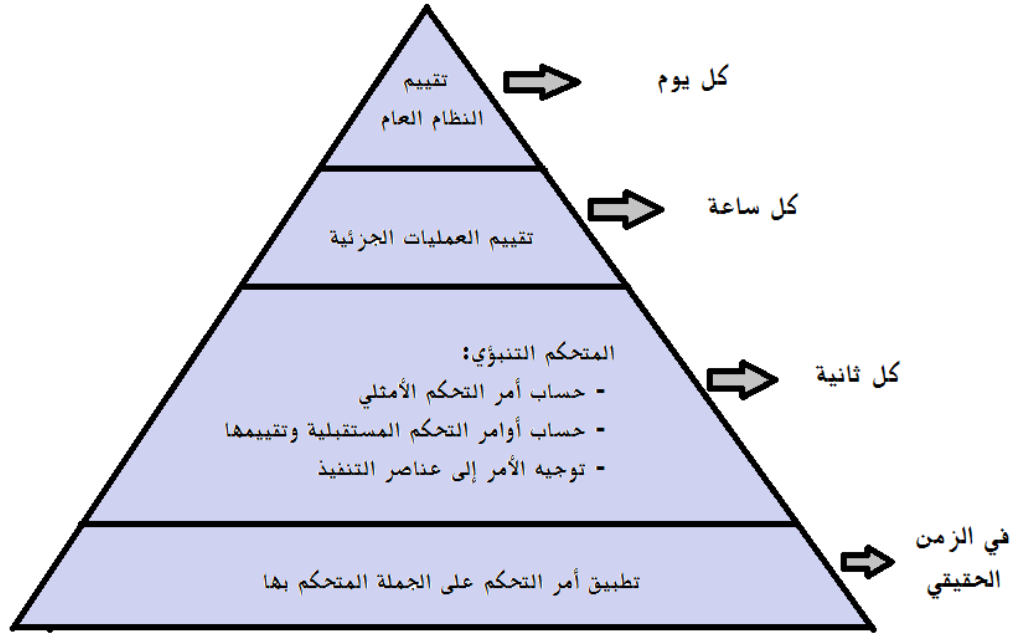 تقييم
النظام العام
كل يوم
تقييم العمليات الجزئية
كل ساعة
المتحكم التنبؤي:
- حساب أمر التحكم الأمثلي
- حساب أوامر التحكم المستقبلية وتقييمها
- توجيه الأمر إلى عناصر التنفيذ
كل ثانية
تطبيق أمر التحكم على الجملة المتحكم بها
في الزمن
الحقيقي